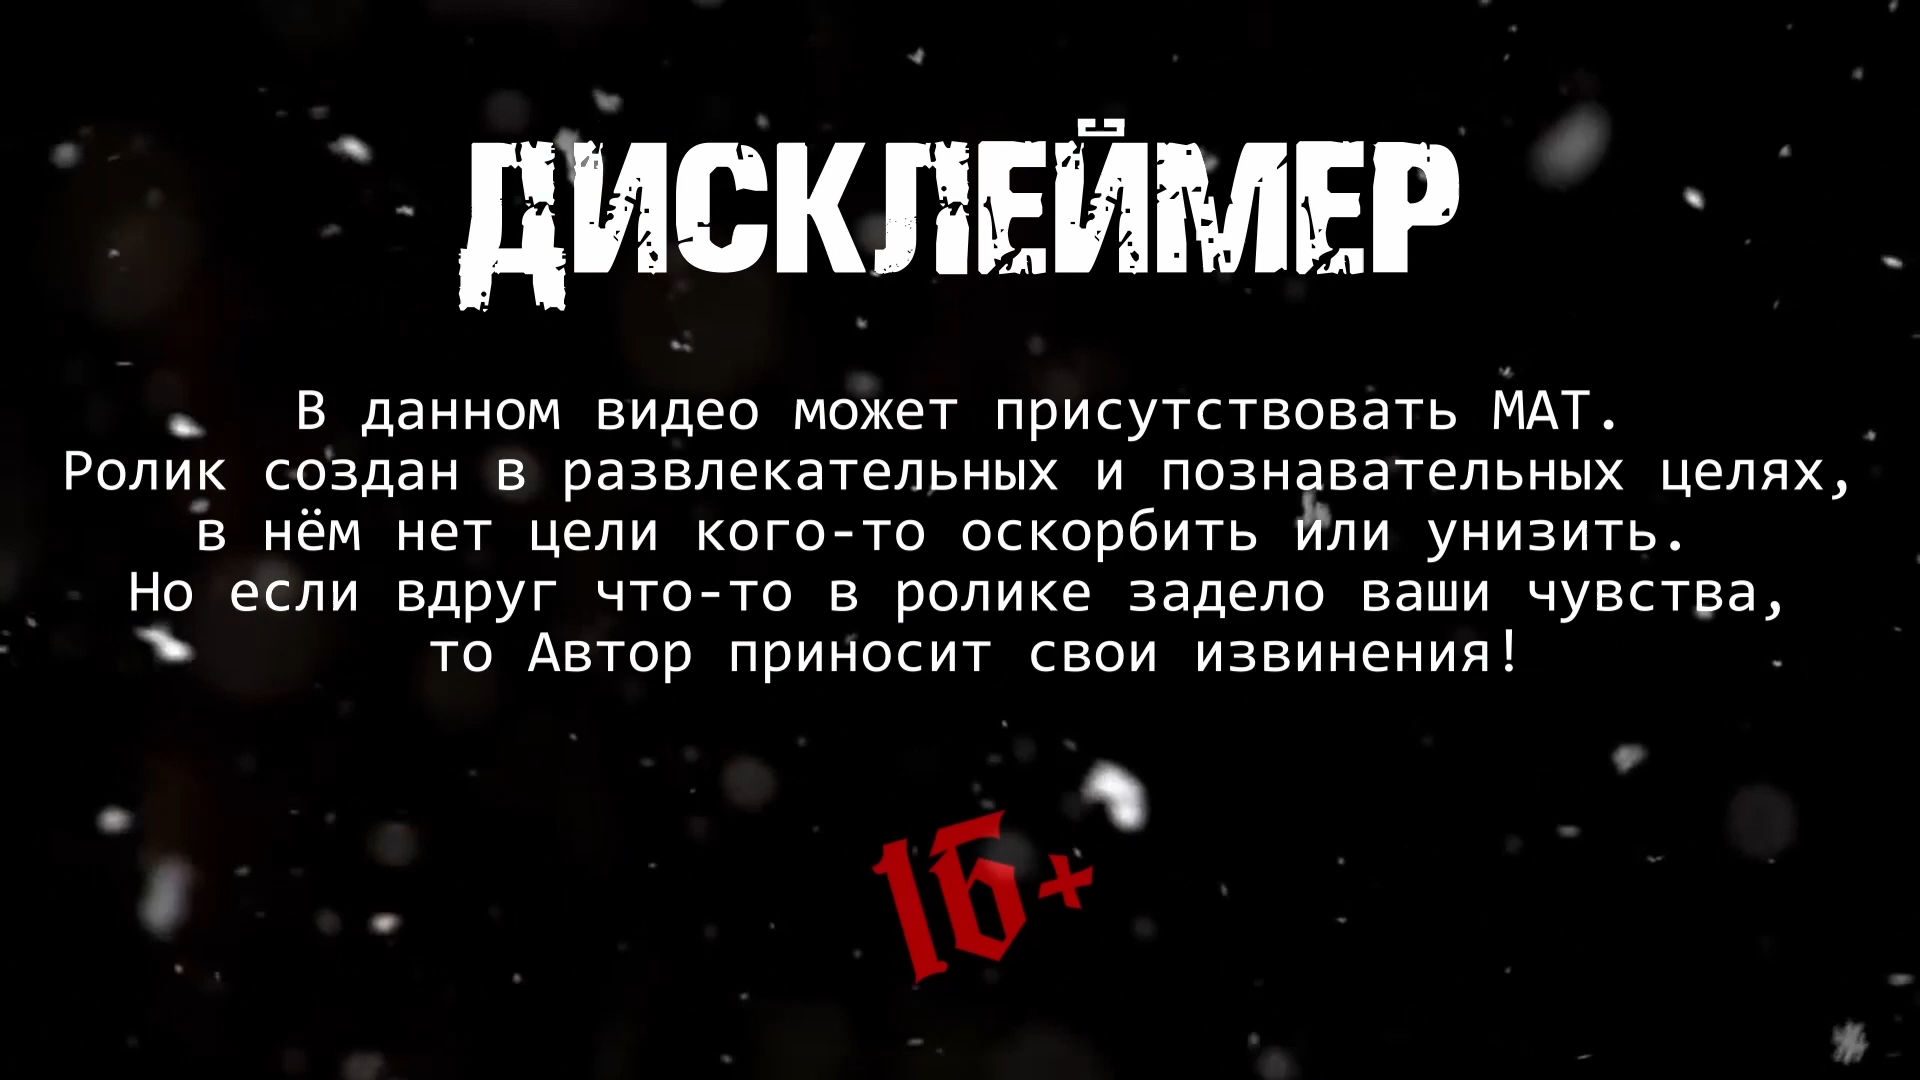 ДИСКЛЕЙМЕР
В данном видео может присутствовать МАТ.
Ролик создан в развлекательных и познавательных целях,
в нём нет цели кого-то оскорбить или унизить.
Но если вдруг что-то в ролике задело ваши чувства,
то Автор приносит свои извинения!
16+